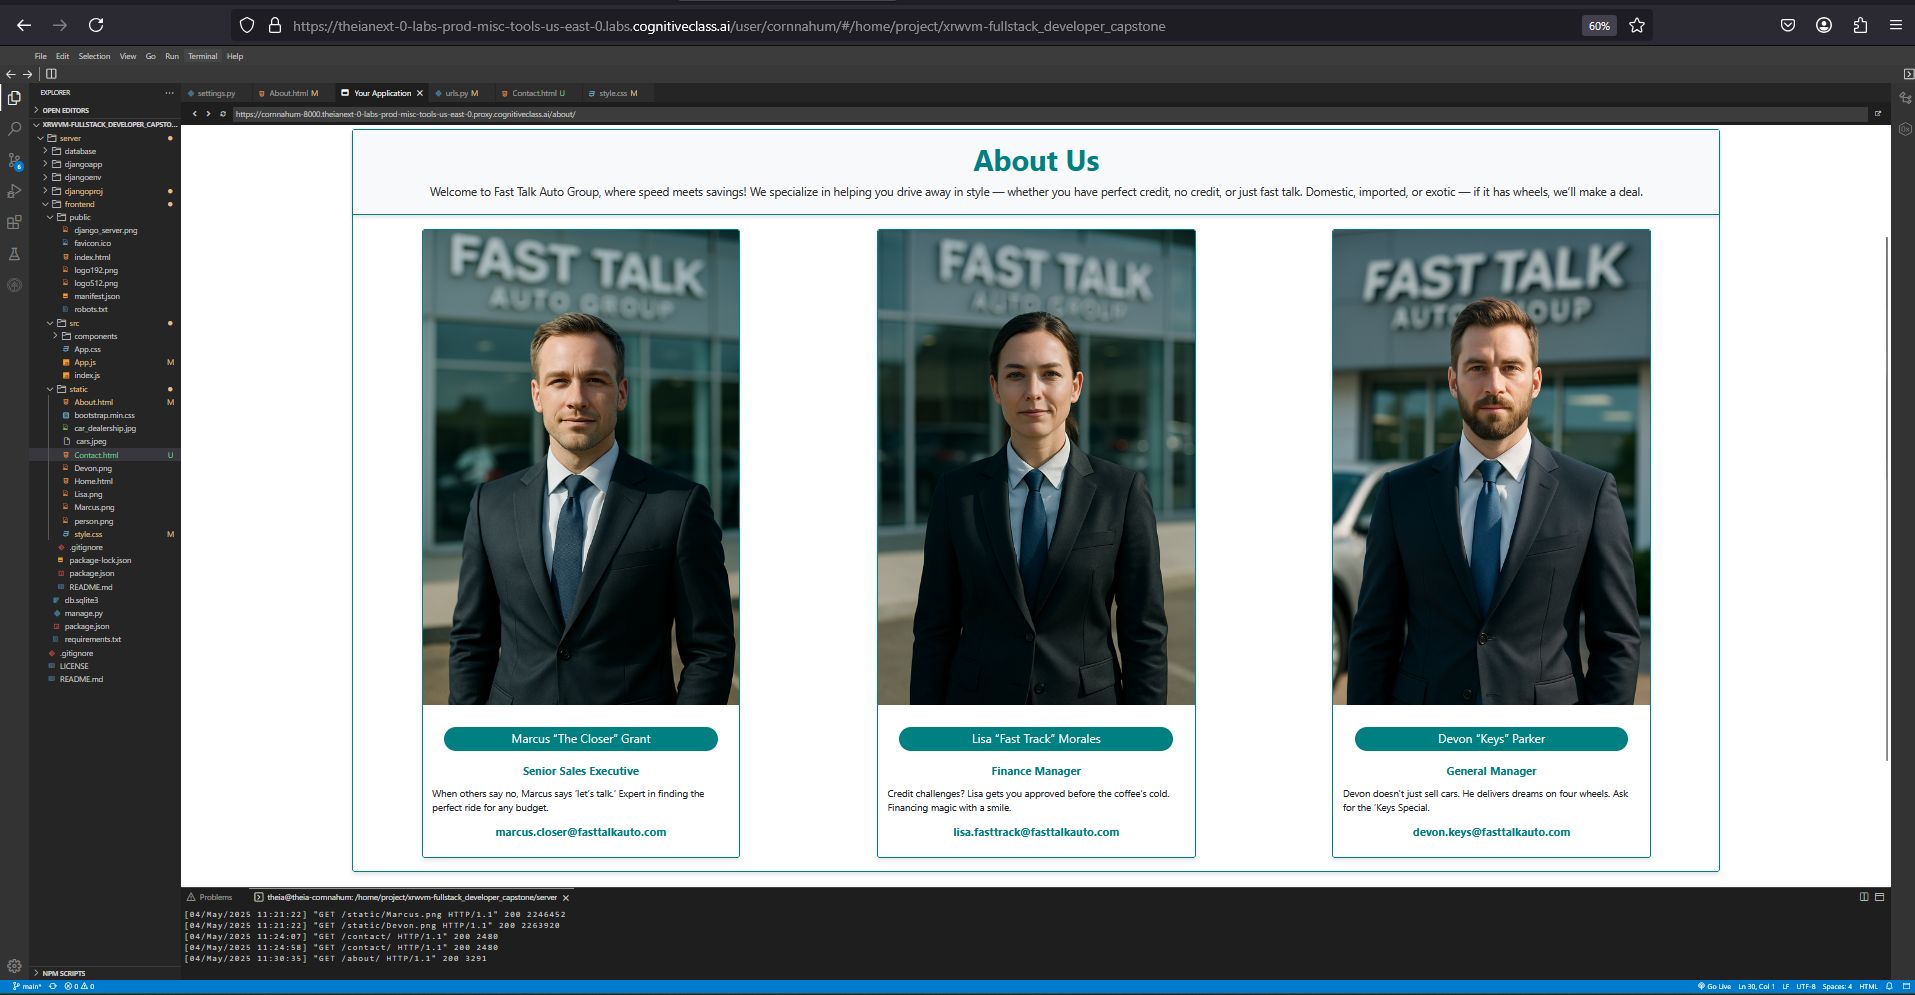 https://theianext-0-labs-prod-misc-tools-us-east-0.labs.cognitiveclass.ai/user/cornnahum/#/home/project/xrwvm-fullstack_developer_capstone
60%
File Edit Selection View Go Run Terminal Help
EXPLORER ···
OPEN EDITORS
XRWVM-FULLSTACK_DEVELOPER_CAPSTO...
server
database
djangoapp
djangoenv
djangoproj
frontend
public
django_server.png
favicon.ico
index.html
logo192.png
logo512.png
manifest.json
robots.txt
src
components
App.css
App.js M
index.js
static
About.html M
bootstrap.min.css
car_dealership.jpg
cars.jpeg
Contact.html U
Devon.png
Home.html
Lisa.png
Marcus.png
person.png
style.css M
.gitignore
package-lock.json
package.json
README.md
db.sqlite3
manage.py
package.json
requirements.txt
.gitignore
LICENSE
README.md
NPM SCRIPTS
6
settings.py About.html M Your Application urls.py M Contact.html U style.css M
https://cornnahum-8000.theianext-0-labs-prod-misc-tools-us-east-0.proxy.cognitiveclass.ai/about/
About Us
Welcome to Fast Talk Auto Group, where speed meets savings! We specialize in helping you drive away in style — whether you have perfect credit, no credit, or just fast talk. Domestic, imported, or exotic — if it has wheels, we’ll make a deal.
FAST TALK
AUTO GROUP
Marcus “The Closer” Grant
Senior Sales Executive
When others say no, Marcus says ‘let’s talk.’ Expert in finding the
perfect ride for any budget.
marcus.closer@fasttalkauto.com
FAST TALK
AUTO GROUP
Lisa “Fast Track” Morales
Finance Manager
Credit challenges? Lisa gets you approved before the coffee’s cold.
Financing magic with a smile.
lisa.fasttrack@fasttalkauto.com
FAST TALK
AUTO GROUP
Devon “Keys” Parker
General Manager
Devon doesn’t just sell cars. He delivers dreams on four wheels. Ask
for the ‘Keys Special.
devon.keys@fasttalkauto.com
Problems theia@theia-cornnahum: /home/project/xrwvm-fullstack_developer_capstone/server
[04/May/2025 11:21:22] "GET /static/Marcus.png HTTP/1.1" 200 2246452
[04/May/2025 11:21:22] "GET /static/Devon.png HTTP/1.1" 200 2263920
[04/May/2025 11:24:07] "GET /contact/ HTTP/1.1" 200 2480
[04/May/2025 11:24:58] "GET /contact/ HTTP/1.1" 200 2480
[04/May/2025 11:30:35] "GET /about/ HTTP/1.1" 200 3291
main* 0 0 Go Live Ln 30, Col 1 LF UTF-8 Spaces: 4 HTML